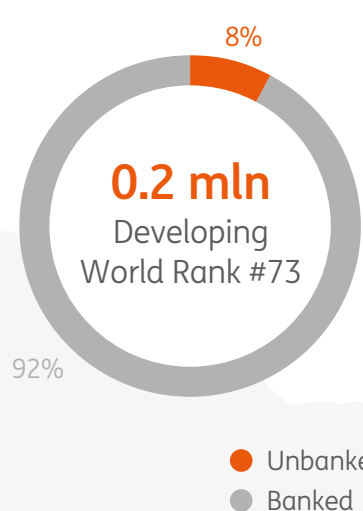 8%
0.2 mln
Developing
World Rank #73
92%
Unbanke
Banked